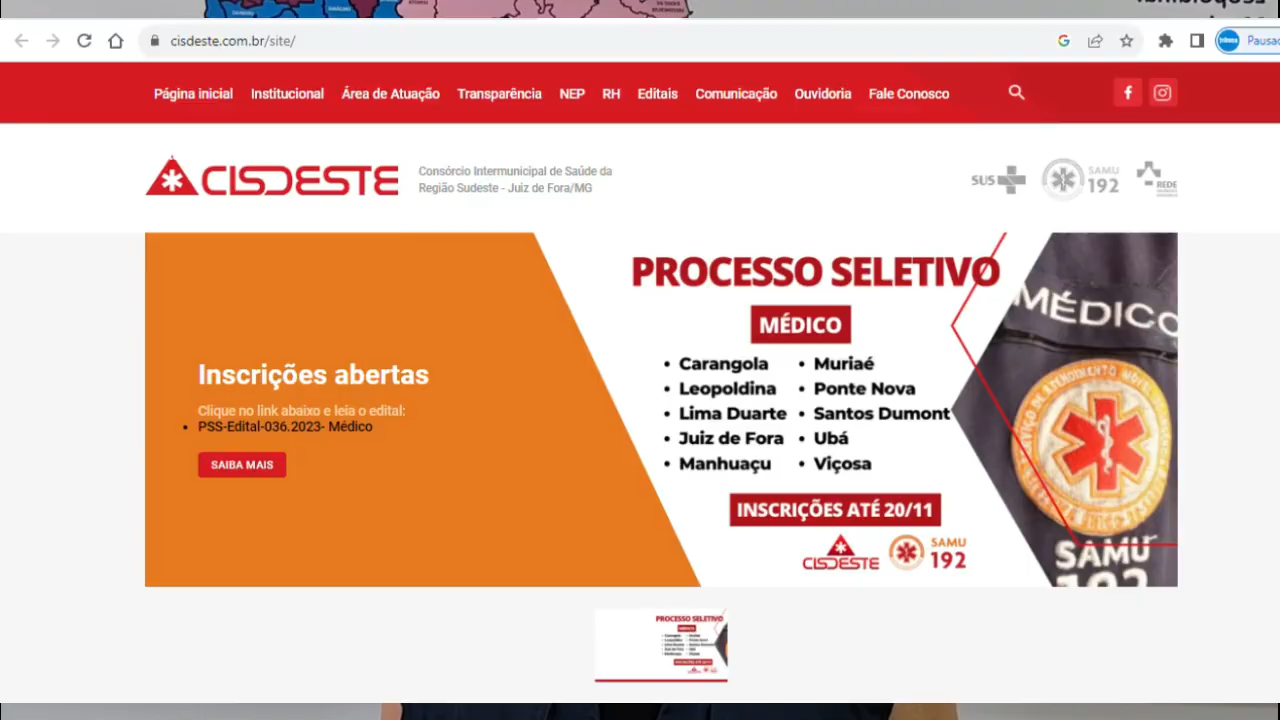 cisdeste.com.br/site/
Pausad
Página inicial Institucional Área de Atuação Transparência NEP RH Editais Comunicação Ouvidoria Fale Conosco
CISDESTE
Consórcio Intermunicipal de Saúde da
Região Sudeste - Juiz de Fora/MG
SUS
SAMU
192
REDE
Inscrições abertas
Clique no link abaixo e leia o edital:
PSS-Edital-036.2023- Médico
SAIBA MAIS
PROCESSO SELETIVO
MÉDICO
• Carangola
• Leopoldina
• Lima Duarte
• Juiz de Fora
• Manhuaçu
• Muriaé
• Ponte Nova
• Santos Dumont
• Ubá
• Viçosa
INSCRIÇÕES ATÉ 20/11
CISDESTE
SAMU
192
MÉDICO
SAMU
192
PROCESSO SELETIVO